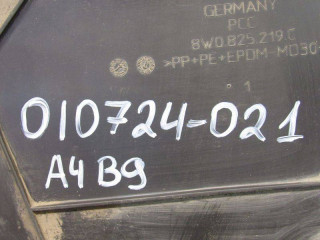 GERMANY
PCC
8W0.825.219.C
>PP+PE+EPDM-MD30
1
010724-021
A4 B9